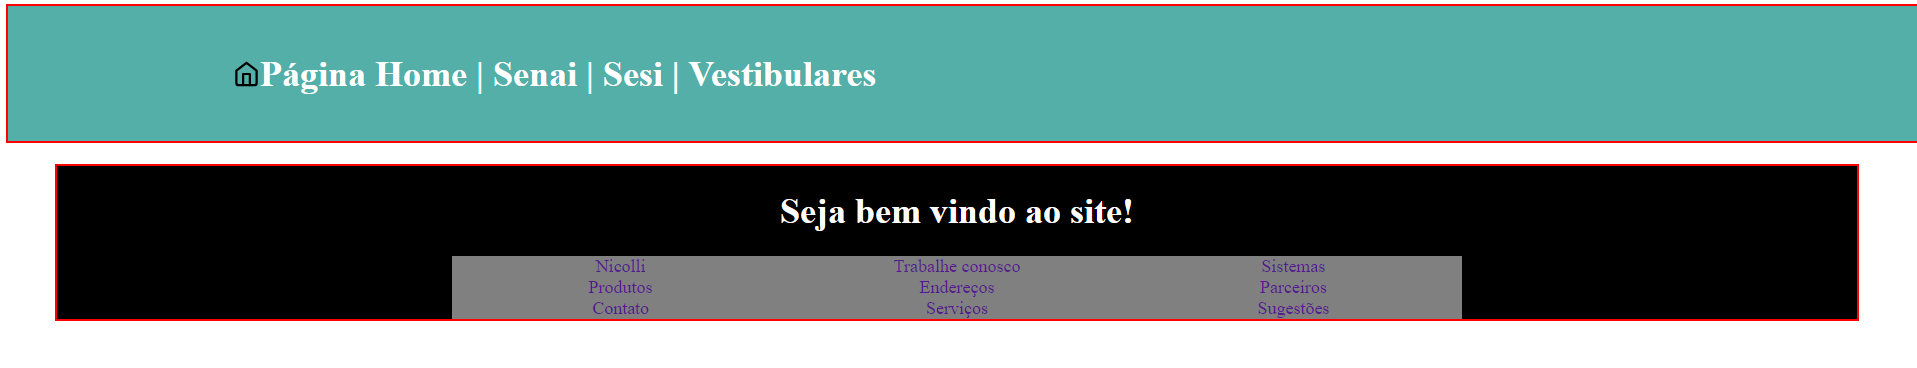 Página Home | Senai | Sesi | Vestibulares
Seja bem vindo ao site!
Nicolli Trabalhe conosco Sistemas
Produtos Endereços Parceiros
Contato Serviços Sugestões